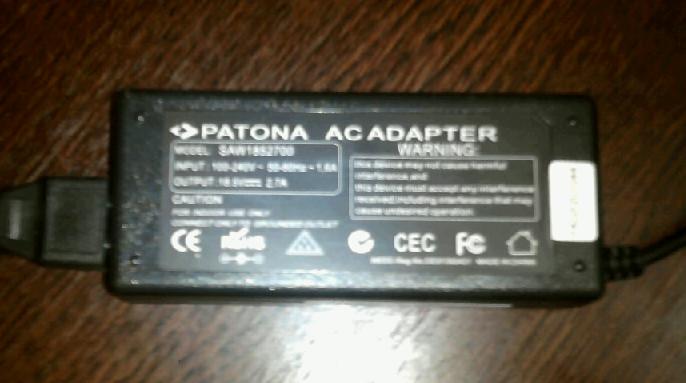 PATONA AC ADAPTER
MODEL: SAW1852700
INPUT: 100-240V~ 50-60Hz~1.6A
OUTPUT: 18.5V 2.7A
CAUTION
FOR INDOOR USE ONLY
WARNING:
this device may not cause harmful
interference, and
this device must accept any interference
received, including interference that may
cause undesired operation.
CE RoHS CEC FC